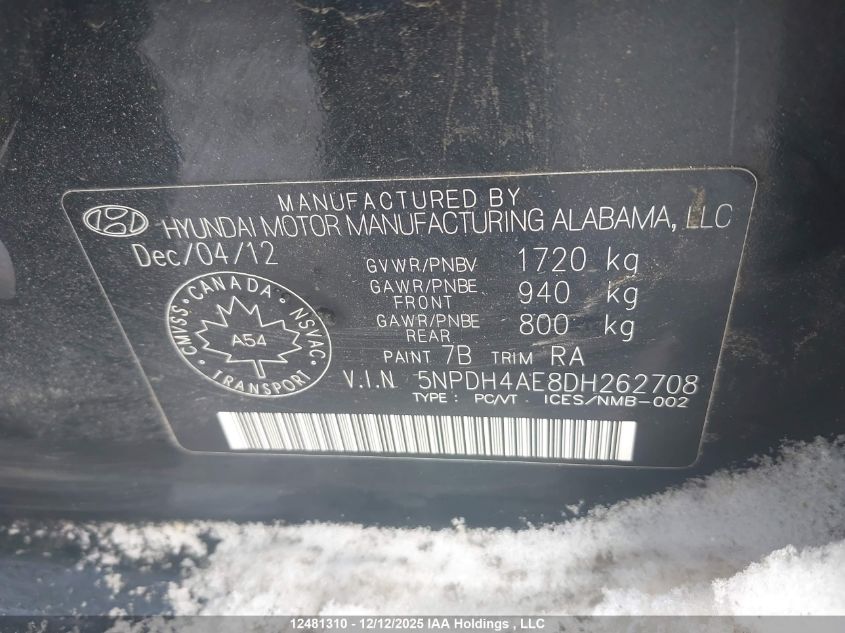 MANUFACTURED BY
HYUNDAI MOTOR MANUFACTURING ALABAMA, LLC
Dec/04/12
GVWR/PNBV 1720 kg
GAWR/PNBE FRONT 940 kg
GAWR/PNBE REAR 800 kg
PAINT 7B TRIM RA
V.I.N 5NPDH4AE8DH262708
TYPE : PC/VT ICES/NMB-002
CANADA
CMVSS • NSVAC
A54
TRANSPORT
12481310 - 12/12/2025 IAA Holdings , LLC